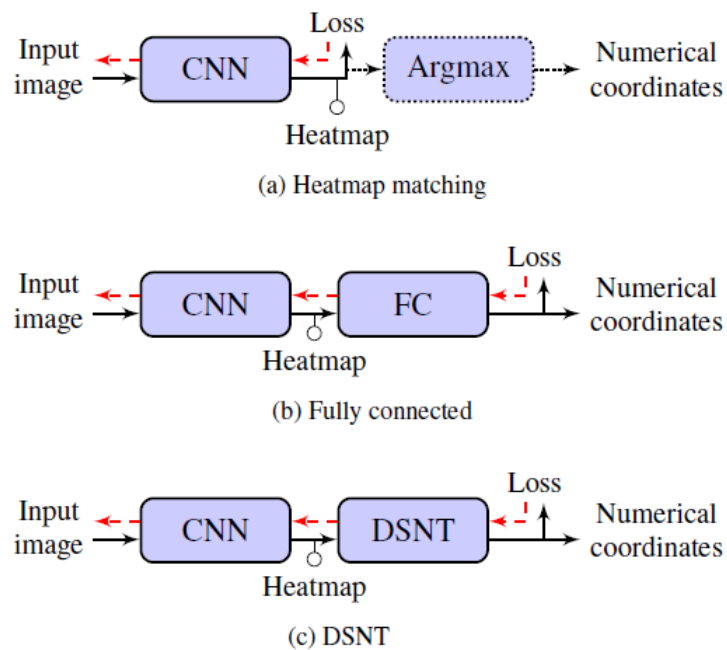 Loss
Input
image
CNN
Argmax
Numerical
coordinates
Heatmap
(a) Heatmap matching
Loss
Input
image
CNN
FC
Numerical
coordinates
Heatmap
(b) Fully connected
Loss
Input
image
CNN
DSNT
Numerical
coordinates
Heatmap
(c) DSNT